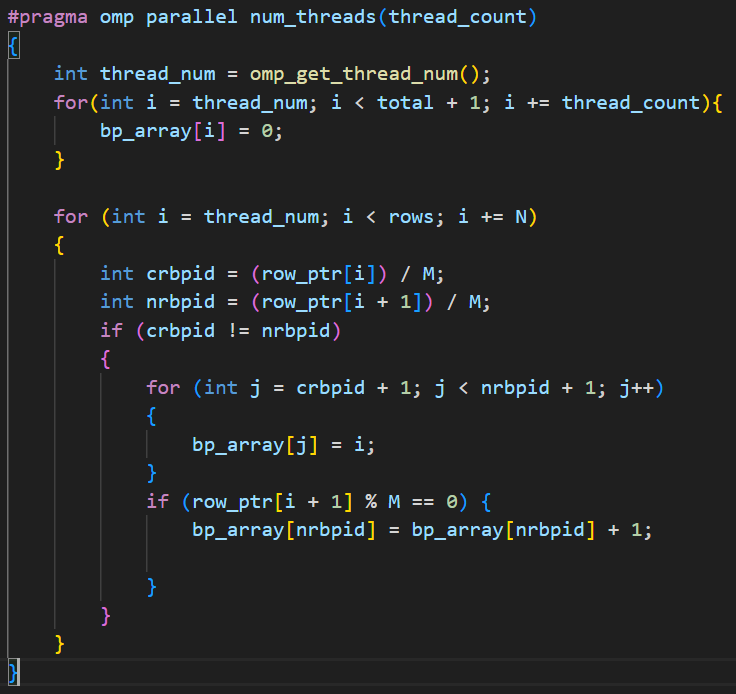 #pragma omp parallel num_threads(thread_count)
{
    int thread_num = omp_get_thread_num();
    for(int i = thread_num; i < total + 1; i += thread_count){
        bp_array[i] = 0;
    }

    for (int i = thread_num; i < rows; i += N)
    {
        int crbpid = (row_ptr[i]) / M;
        int nrbpid = (row_ptr[i + 1]) / M;
        if (crbpid != nrbpid)
        {
            for (int j = crbpid + 1; j < nrbpid + 1; j++)
            {
                bp_array[j] = i;
            }
            if (row_ptr[i + 1] % M == 0) {
                bp_array[nrbpid] = bp_array[nrbpid] + 1;

            }
        }
    }
}